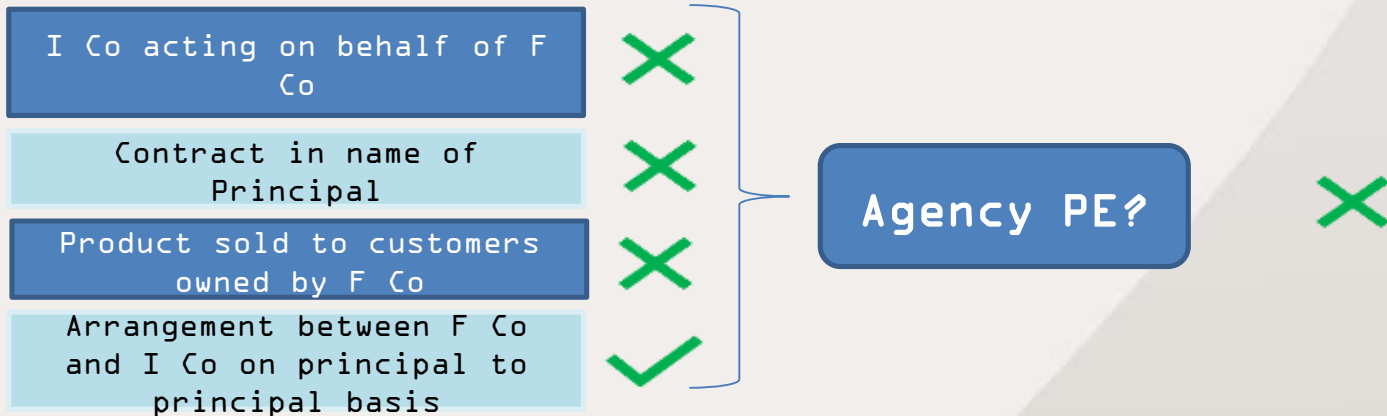 I Co acting on behalf of F
Co
Contract in name of
Principal
Product sold to customers
owned by F Co
Arrangement between F Co
and I Co on principal to
principal basis
Agency PE?